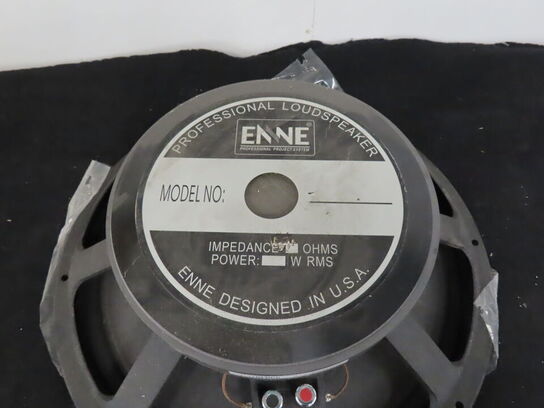 PROFESSIONAL LOUDSPEAKER
ENNE®
PROFESSIONAL PROJECT SYSTEM
MODEL NO:
IMPEDANCE: OHMS
POWER: W RMS
ENNE DESIGNED IN U.S.A.